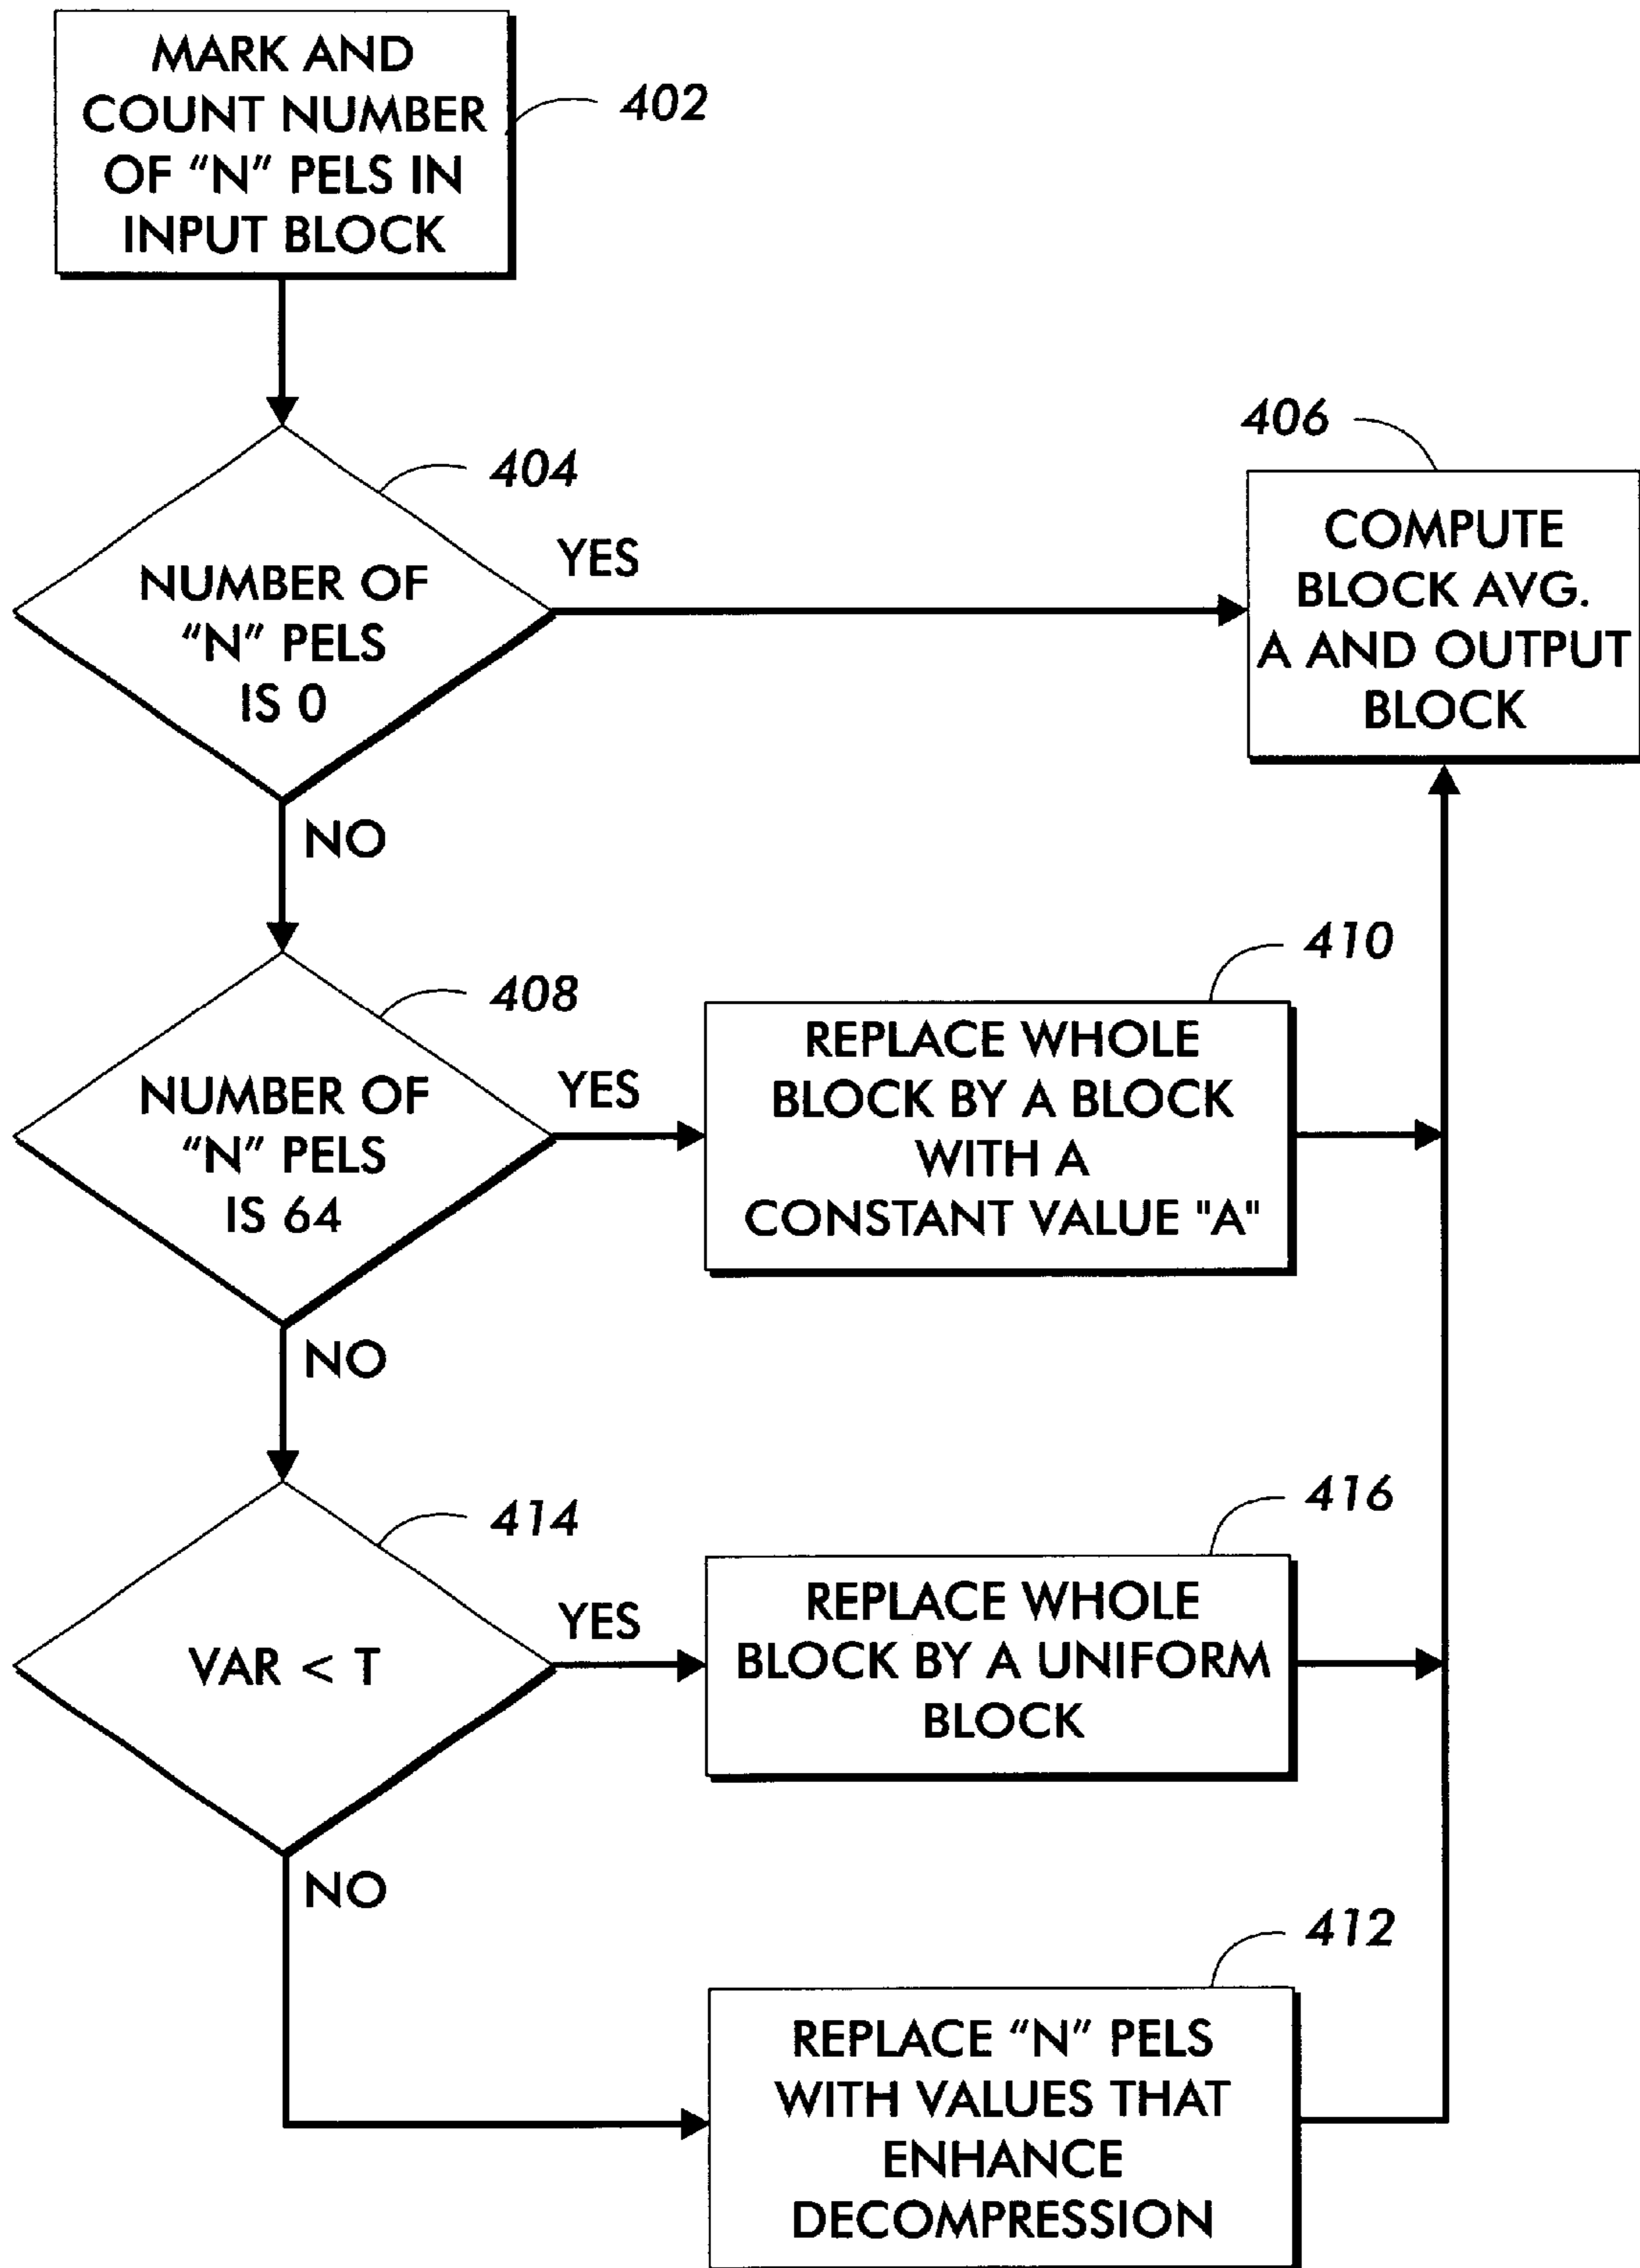 MARK AND
COUNT NUMBER
OF “N” PELS IN
INPUT BLOCK
402
404
NUMBER OF
“N” PELS
IS 0
YES
NO
406
COMPUTE
BLOCK AVG.
A AND OUTPUT
BLOCK
408
NUMBER OF
“N” PELS
IS 64
YES
NO
410
REPLACE WHOLE
BLOCK BY A BLOCK
WITH A
CONSTANT VALUE "A"
414
VAR < T
YES
NO
416
REPLACE WHOLE
BLOCK BY A UNIFORM
BLOCK
412
REPLACE “N” PELS
WITH VALUES THAT
ENHANCE
DECOMPRESSION